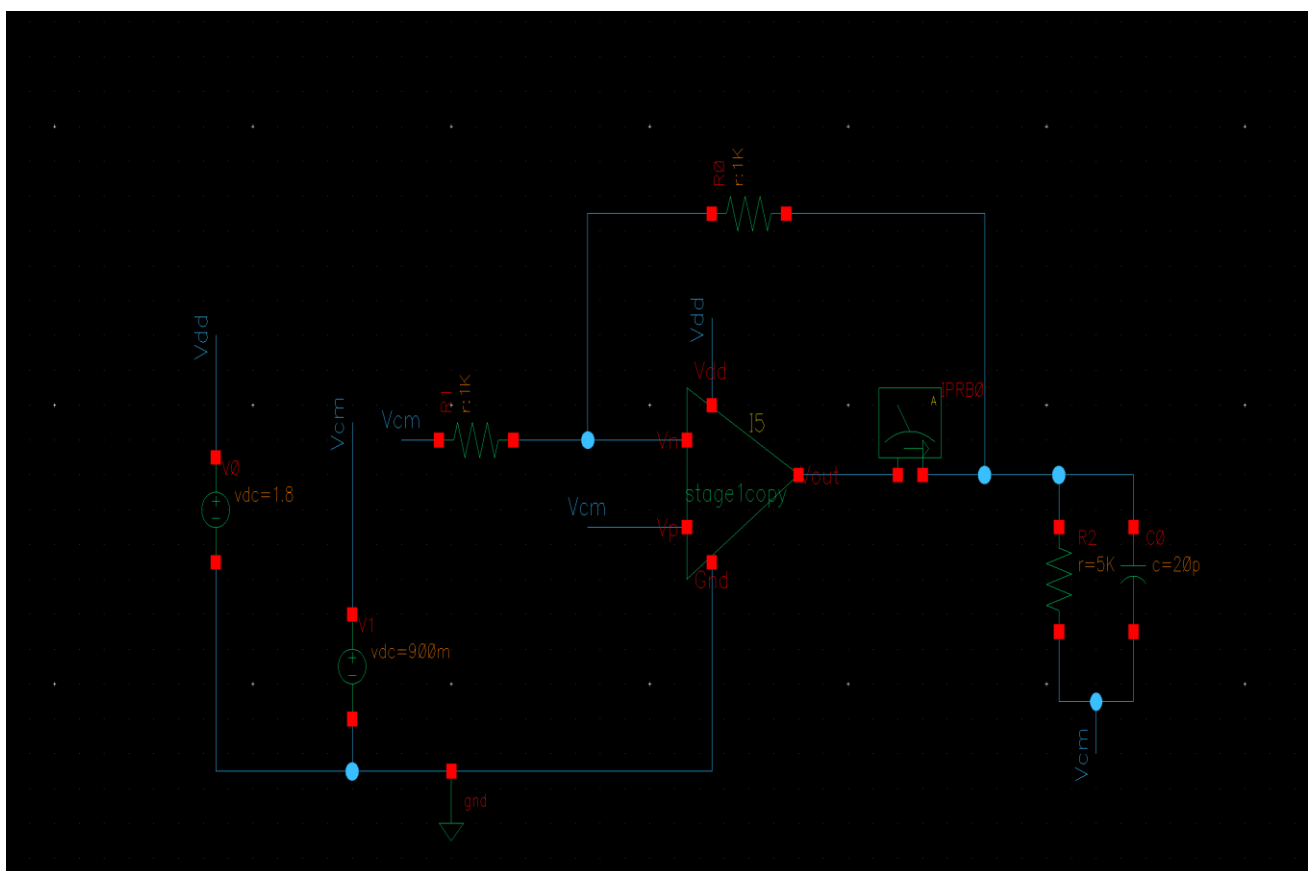 R0
r:1K
Vdd
Vdd
Vcm
Vcm
R1
r:1K
Vdd
I5
IPRB0
A
Vn
V0
vdc=1.8
stage1copy
Vout
Vcm
Vp
Gnd
R2
r=5K
C0
c=20p
V1
vdc=900m
Vcm
gnd